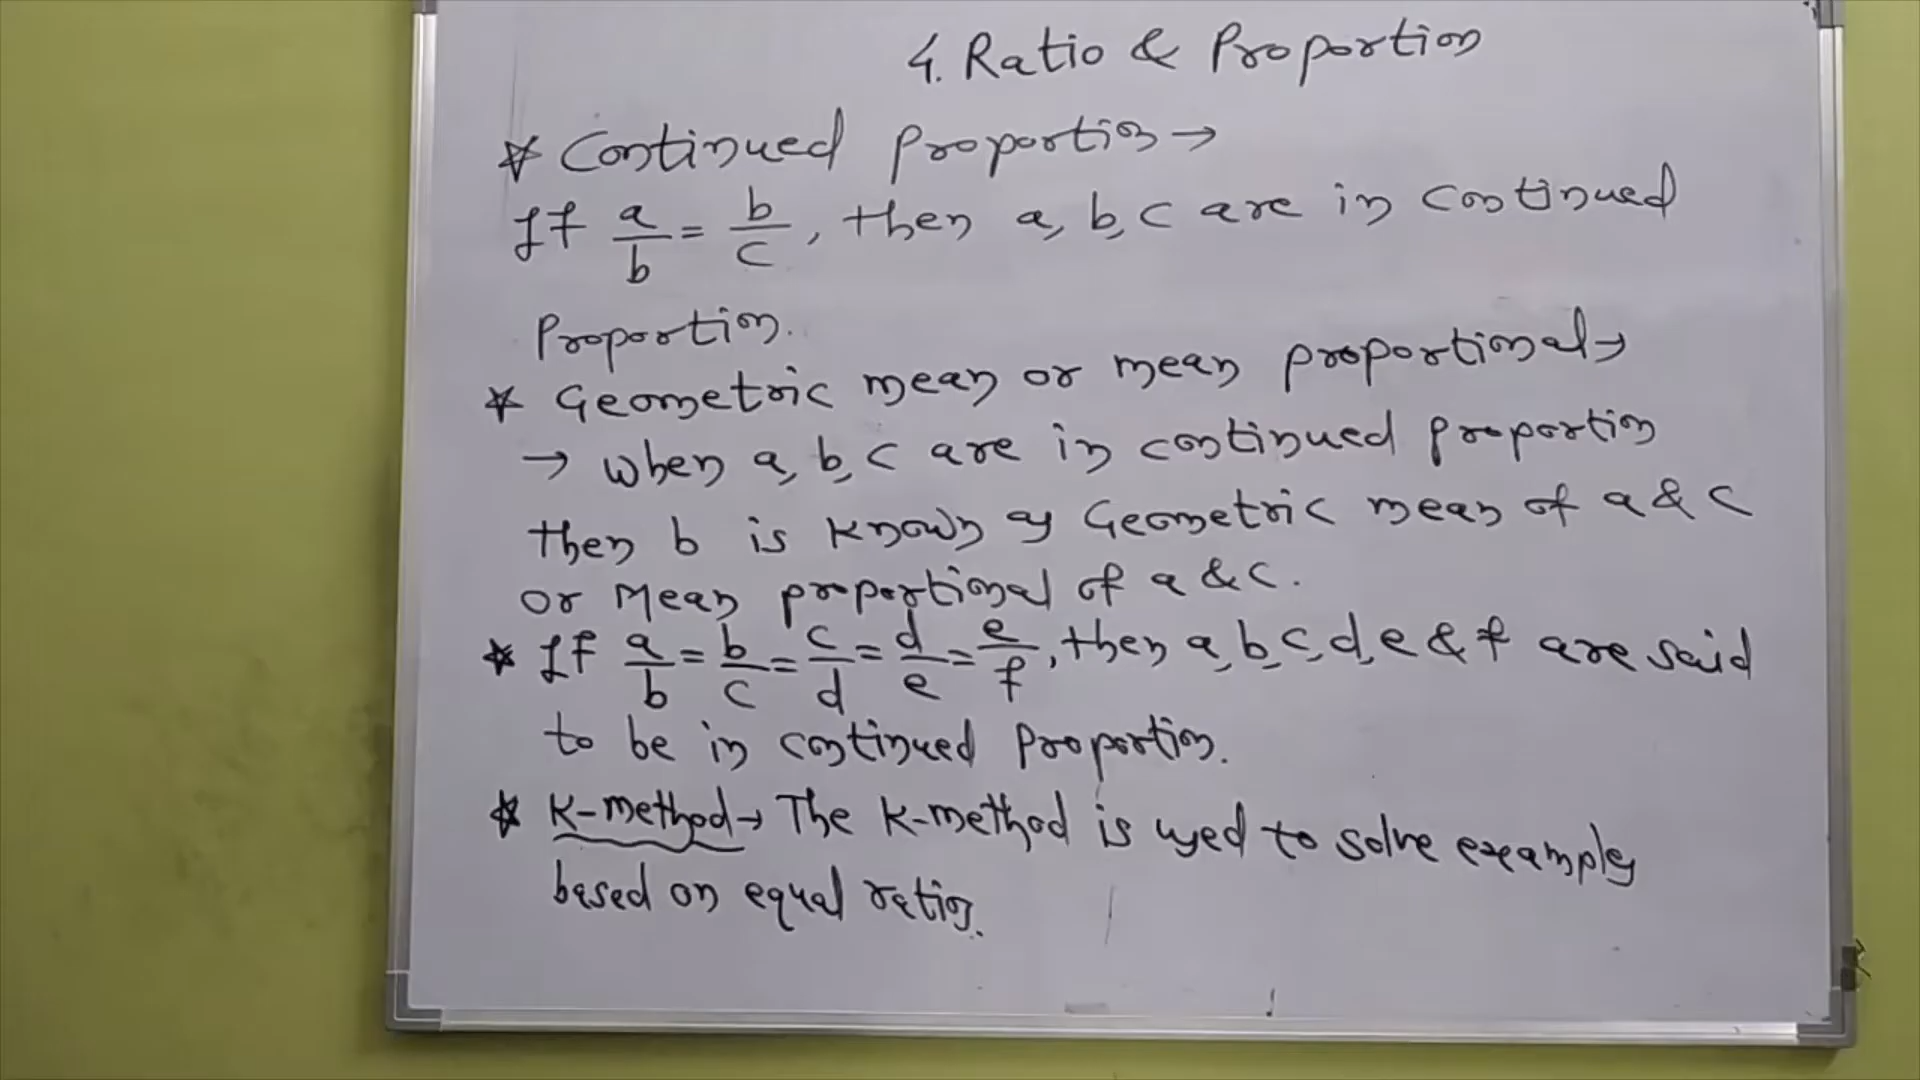 4. Ratio & Proportion
* Continued Proportion →
If a/b = b/c, then a, b, c are in continued
Proportion.
* Geometric mean or mean proportional →
→ When a, b, c are in continued proportion
then b is known as Geometric mean of a & c
or Mean proportional of a & c.
* If a/b = b/c = c/d = d/e = e/f, then a, b, c, d, e & f are said
to be in continued Proportion.
* K-method → The K-method is used to solve examples
based on equal ratios.